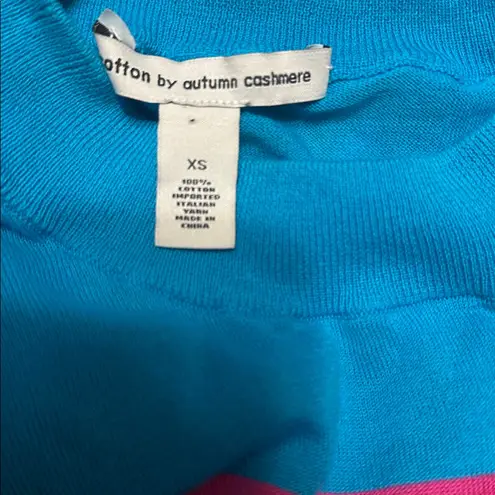 otton by autumn cashmere
XS
100%
COTTON
IMPORTED
ITALIAN
YARN
MADE IN
CHINA